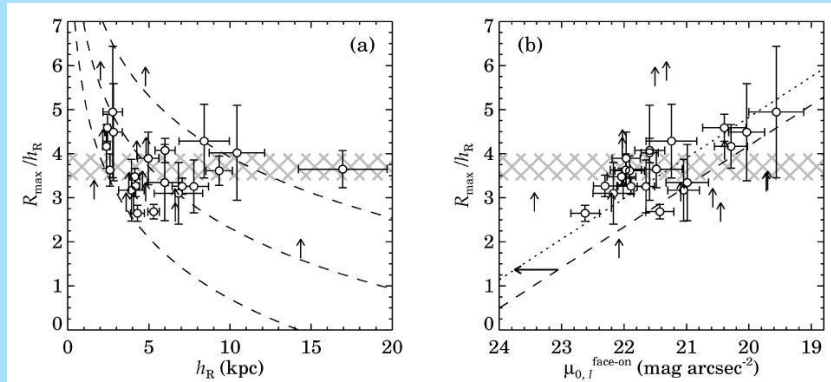 (a)
7
6
5
4
3
2
1
0
R_max/h_R
0 5 10 15 20
h_R (kpc)
(b)
7
6
5
4
3
2
1
0
R_max/h_R
24 23 22 21 20 19
μ_{0, I}^{face-on} (mag arcsec^{-2})